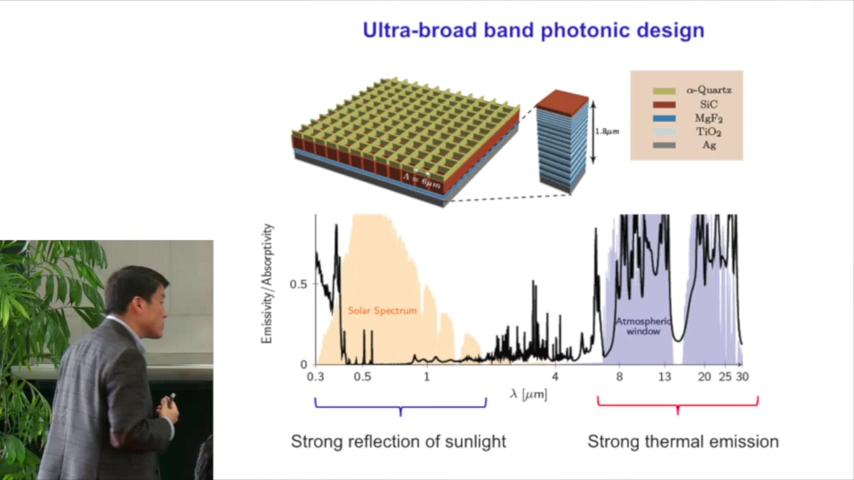 Ultra-broad band photonic design
α-Quartz
SiC
MgF₂
TiO₂
Ag
1.8μm
Λ = 6μm
Emissivity/Absorptivity
0.5
0
Solar Spectrum
Atmospheric
window
0.3 0.5 1 4 8 13 20 25 30
λ [μm]
Strong reflection of sunlight
Strong thermal emission